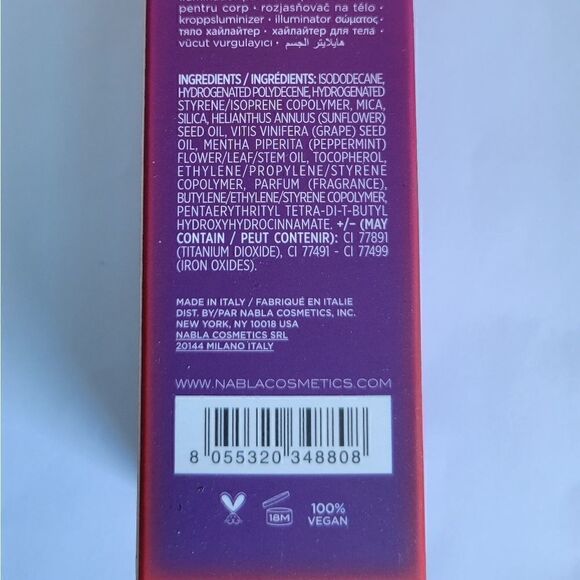 pentru corp · rozjasňovač na tělo ·
kroppsluminizer · illuminator σώματος ·
тяло хайлайтер · хайлайтер для тела ·
vücut vurgulayıcı · هايلايتر الجسم
INGREDIENTS / INGRÉDIENTS: ISODODECANE,
HYDROGENATED POLYDECENE, HYDROGENATED
STYRENE/ISOPRENE COPOLYMER, MICA,
SILICA, HELIANTHUS ANNUUS (SUNFLOWER)
SEED OIL, VITIS VINIFERA (GRAPE) SEED
OIL, MENTHA PIPERITA (PEPPERMINT)
FLOWER/LEAF/STEM OIL, TOCOPHEROL,
ETHYLENE/PROPYLENE/STYRENE
COPOLYMER, PARFUM (FRAGRANCE),
BUTYLENE/ETHYLENE/STYRENE COPOLYMER,
PENTAERYTHRITYL TETRA-DI-T-BUTYL
HYDROXYHYDROCINNAMATE. +/− (MAY
CONTAIN / PEUT CONTENIR): CI 77891
(TITANIUM DIOXIDE), CI 77491 - CI 77499
(IRON OXIDES).
MADE IN ITALY / FABRIQUÉ EN ITALIE
DIST. BY/PAR NABLA COSMETICS, INC.
NEW YORK, NY 10018 USA
NABLA COSMETICS SRL
20144 MILANO ITALY
WWW.NABLACOSMETICS.COM
8 055320 348808
18M
100%
VEGAN